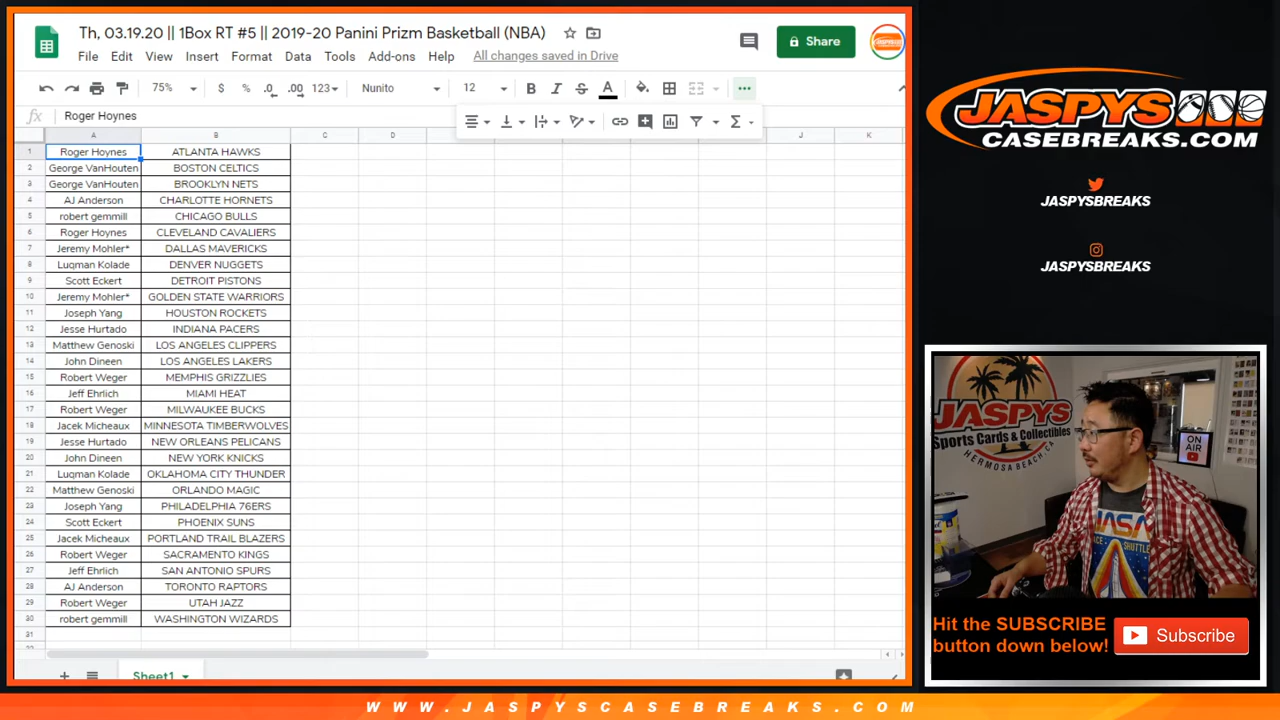 Th, 03.19.20 || 1Box RT #5 || 2019-20 Panini Prizm Basketball (NBA)
File Edit View Insert Format Data Tools Add-ons Help All changes saved in Drive
Share
75% $ % .0 .00 123 Nunito 12 B I S A
fx Roger Hoynes
A B C D E F G H I J K
1 Roger Hoynes ATLANTA HAWKS
2 George VanHouten BOSTON CELTICS
3 George VanHouten BROOKLYN NETS
4 AJ Anderson CHARLOTTE HORNETS
5 robert gemmill CHICAGO BULLS
6 Roger Hoynes CLEVELAND CAVALIERS
7 Jeremy Mohler* DALLAS MAVERICKS
8 Luqman Kolade DENVER NUGGETS
9 Scott Eckert DETROIT PISTONS
10 Jeremy Mohler* GOLDEN STATE WARRIORS
11 Joseph Yang HOUSTON ROCKETS
12 Jesse Hurtado INDIANA PACERS
13 Matthew Genoski LOS ANGELES CLIPPERS
14 John Dineen LOS ANGELES LAKERS
15 Robert Weger MEMPHIS GRIZZLIES
16 Jeff Ehrlich MIAMI HEAT
17 Robert Weger MILWAUKEE BUCKS
18 Jacek Micheaux MINNESOTA TIMBERWOLVES
19 Jesse Hurtado NEW ORLEANS PELICANS
20 John Dineen NEW YORK KNICKS
21 Luqman Kolade OKLAHOMA CITY THUNDER
22 Matthew Genoski ORLANDO MAGIC
23 Joseph Yang PHILADELPHIA 76ERS
24 Scott Eckert PHOENIX SUNS
25 Jacek Micheaux PORTLAND TRAIL BLAZERS
26 Robert Weger SACRAMENTO KINGS
27 Jeff Ehrlich SAN ANTONIO SPURS
28 AJ Anderson TORONTO RAPTORS
29 Robert Weger UTAH JAZZ
30 robert gemmill WASHINGTON WIZARDS
31
Sheet1
JASPYS
CASEBREAKS.COM
JASPYSBREAKS
JASPYSBREAKS
JASPYS
Sports Cards & Collectibles
HERMOSA BEACH, CA
ON AIR
NASA
SPACE SHUTTLE
Hit the SUBSCRIBE
button down below!
Subscribe
WWW.JASPYSCASEBREAKS.COM